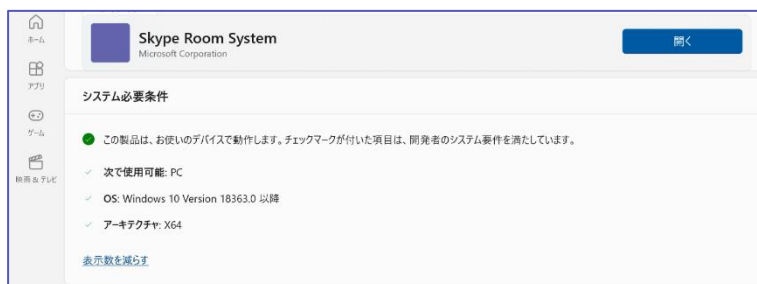 ホーム
アプリ
ゲーム
映画 & テレビ
Skype Room System
Microsoft Corporation
開く
システム必要条件
この製品は、お使いのデバイスで動作します。チェックマークが付いた項目は、開発者のシステム要件を満たしています。
次で使用可能: PC
OS: Windows 10 Version 18363.0 以降
アーキテクチャ: X64
表示数を減らす